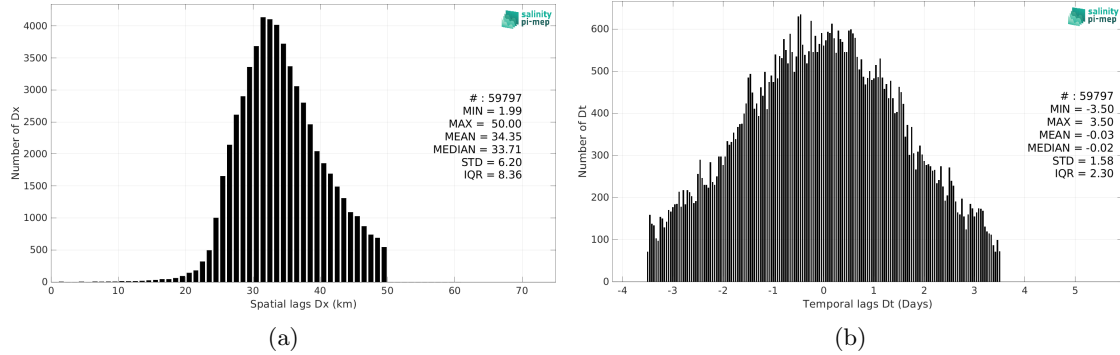 salinity
pi-mep
4000
3500
3000
2500
2000
1500
1000
500
0
Number of Dx
# : 59797
MIN = 1.99
MAX = 50.00
MEAN = 34.35
MEDIAN = 33.71
STD = 6.20
IQR = 8.36
0 10 20 30 40 50 60 70
Spatial lags Dx (km)
(a)
salinity
pi-mep
600
500
400
300
200
100
0
Number of Dt
# : 59797
MIN = -3.50
MAX = 3.50
MEAN = -0.03
MEDIAN = -0.02
STD = 1.58
IQR = 2.30
-4 -3 -2 -1 0 1 2 3 4 5
Temporal lags Dt (Days)
(b)